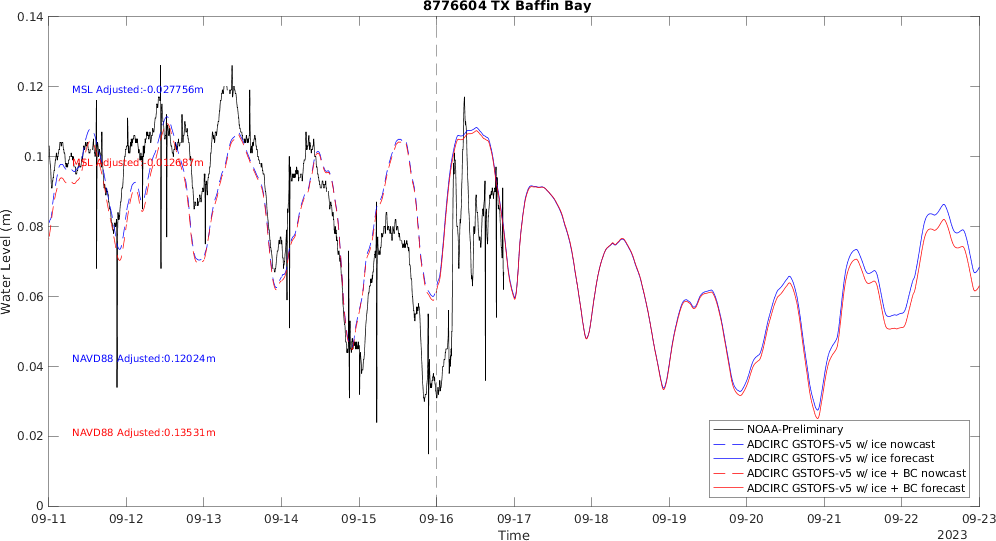 8776604 TX Baffin Bay
Water Level (m)
0.14
0.12
0.1
0.08
0.06
0.04
0.02
0
MSL Adjusted:-0.027756m
MSL Adjusted:-0.012687m
NAVD88 Adjusted:0.12024m
NAVD88 Adjusted:0.13531m
NOAA-Preliminary
ADCIRC GSTOFS-v5 w/ ice nowcast
ADCIRC GSTOFS-v5 w/ ice forecast
ADCIRC GSTOFS-v5 w/ ice + BC nowcast
ADCIRC GSTOFS-v5 w/ ice + BC forecast
09-11 09-12 09-13 09-14 09-15 09-16 09-17 09-18 09-19 09-20 09-21 09-22 09-23
Time
2023